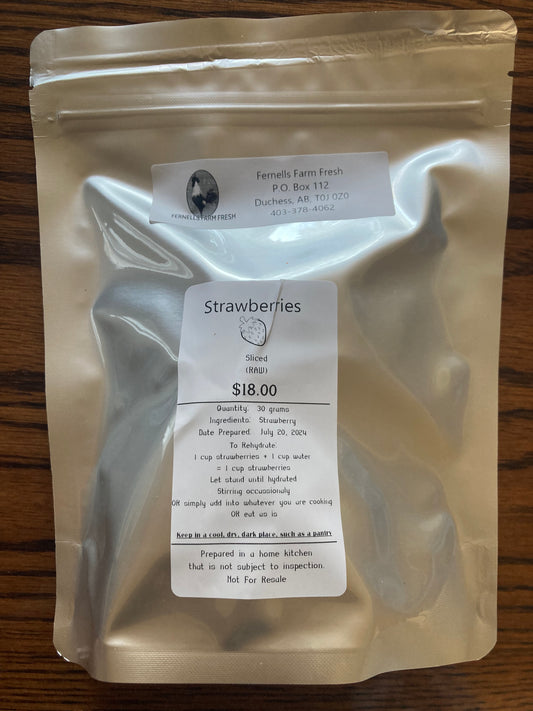 Fernells Farm Fresh
P.O. Box 112
Duchess, AB, T0J 0Z0
403-378-4062
FERNELLS FARM FRESH
Strawberries
Sliced
(RAW)
$18.00
Quantity: 30 grams
Ingredients: Strawberry
Date Prepared: July 20, 2024
To Rehydrate:
1 cup strawberries + 1 cup water
= 1 cup strawberries
Let stand until hydrated
Stirring occussionaly
OR simply add into whatever you are cooking
OR eat as is
Keep in a cool, dry, dark place, such as a pantry
Prepared in a home kitchen
that is not subject to inspection.
Not For Resale